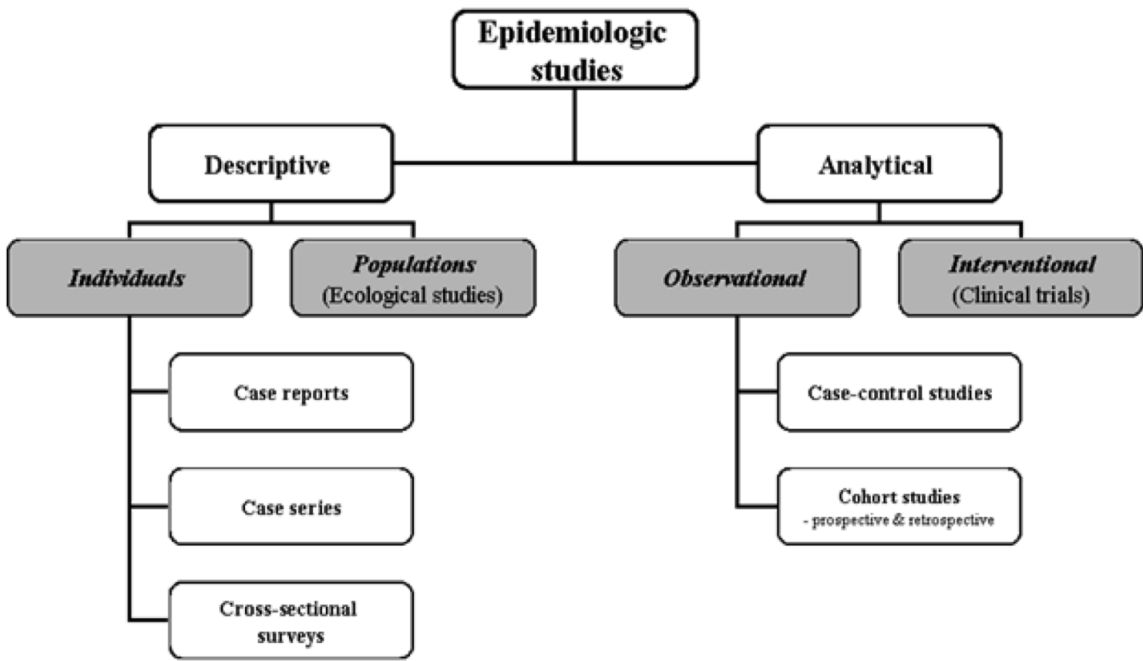 Epidemiologic
studies
Descriptive
Analytical
Individuals
Populations
(Ecological studies)
Observational
Interventional
(Clinical trials)
Case reports
Case series
Cross-sectional
surveys
Case-control studies
Cohort studies
- prospective & retrospective